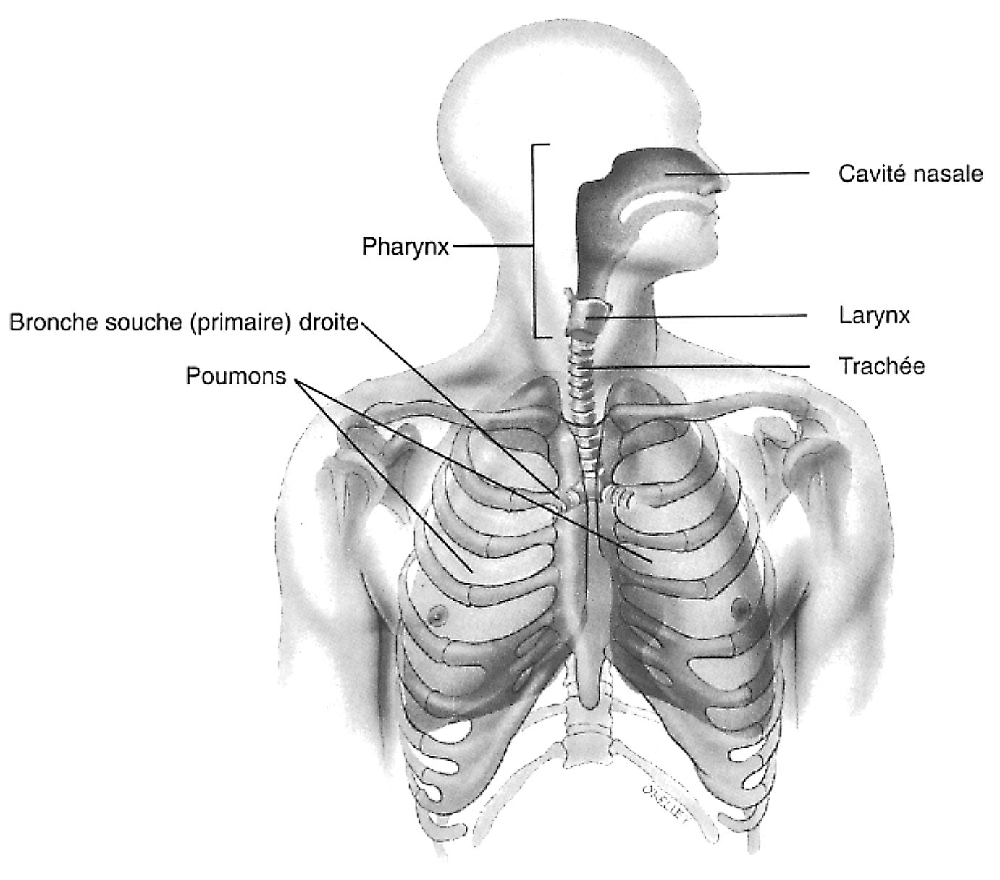 Cavité nasale
Pharynx
Larynx
Bronche souche (primaire) droite
Trachée
Poumons